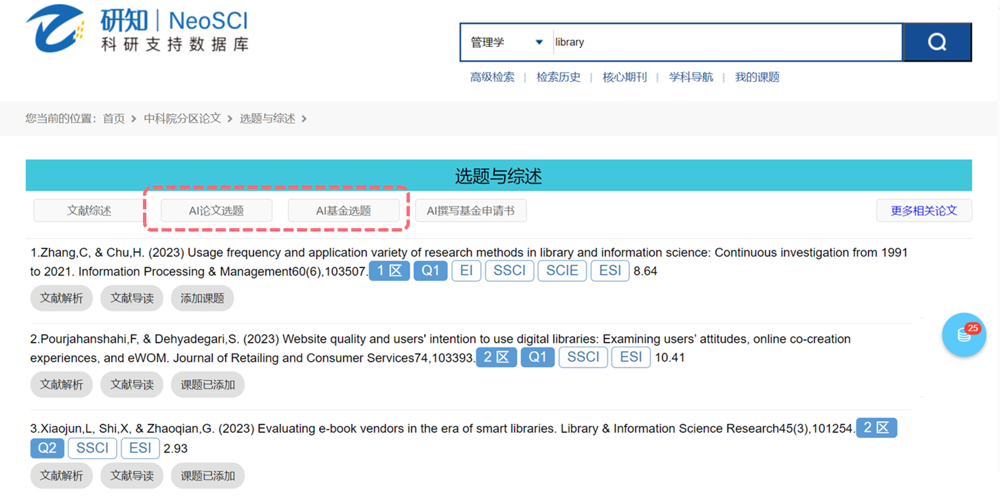 研知 | NeoSCI
科研支持数据库
管理学 library
高级检索 | 检索历史 | 核心期刊 | 学科导航 | 我的课题
您当前的位置：首页 > 中科院分区论文 > 选题与综述 >
选题与综述
文献综述 AI论文选题 AI基金选题 AI撰写基金申请书 更多相关论文
1.Zhang,C, & Chu,H. (2023) Usage frequency and application variety of research methods in library and information science: Continuous investigation from 1991
to 2021. Information Processing & Management60(6),103507. 1区 Q1 EI SSCI SCIE ESI 8.64
文献解析 文献导读 添加课题
25
2.Pourjahanshahi,F, & Dehyadegari,S. (2023) Website quality and users' intention to use digital libraries: Examining users’ attitudes, online co-creation
experiences, and eWOM. Journal of Retailing and Consumer Services74,103393. 2区 Q1 SSCI ESI 10.41
文献解析 文献导读 课题已添加
3.Xiaojun,L, Shi,X, & Zhaoqian,G. (2023) Evaluating e-book vendors in the era of smart libraries. Library & Information Science Research45(3),101254. 2区
Q2 SSCI ESI 2.93
文献解析 文献导读 课题已添加